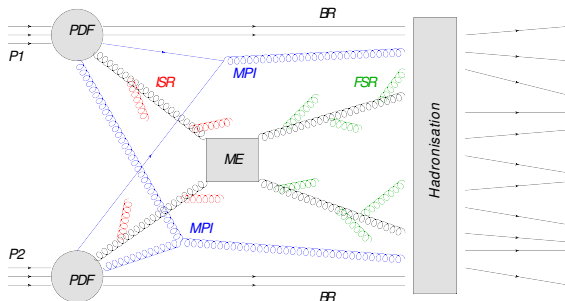 BR
PDF
P1
MPI
ISR
FSR
ME
Hadronisation
MPI
P2
PDF
BR